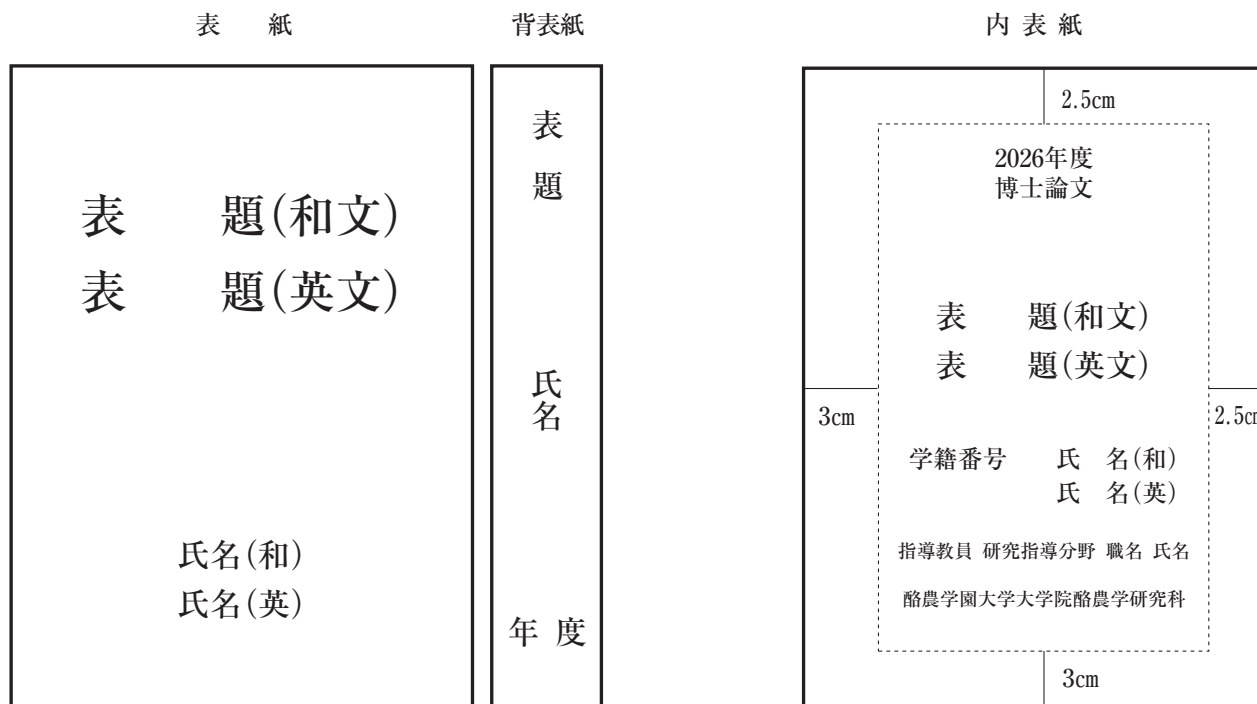 表　紙
表　題(和文)
表　題(英文)
氏名(和)
氏名(英)
背表紙
表
題
氏
名
年 度
内 表 紙
2.5cm
2026年度
博士論文
表　題(和文)
表　題(英文)
3cm
2.5cm
学籍番号　氏　名(和)
氏　名(英)
指導教員 研究指導分野 職名 氏名
酪農学園大学大学院酪農学研究科
3cm